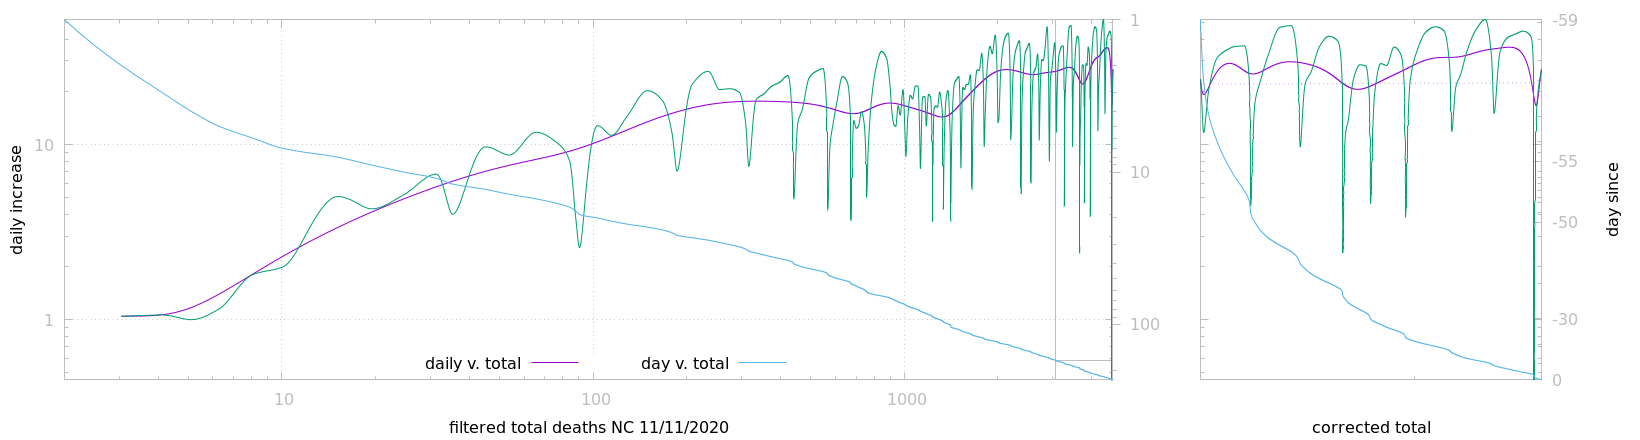 daily increase
10
1
1
10
100
daily v. total
day v. total
10
100
1000
filtered total deaths NC 11/11/2020
-59
-55
-50
-30
0
day since
corrected total